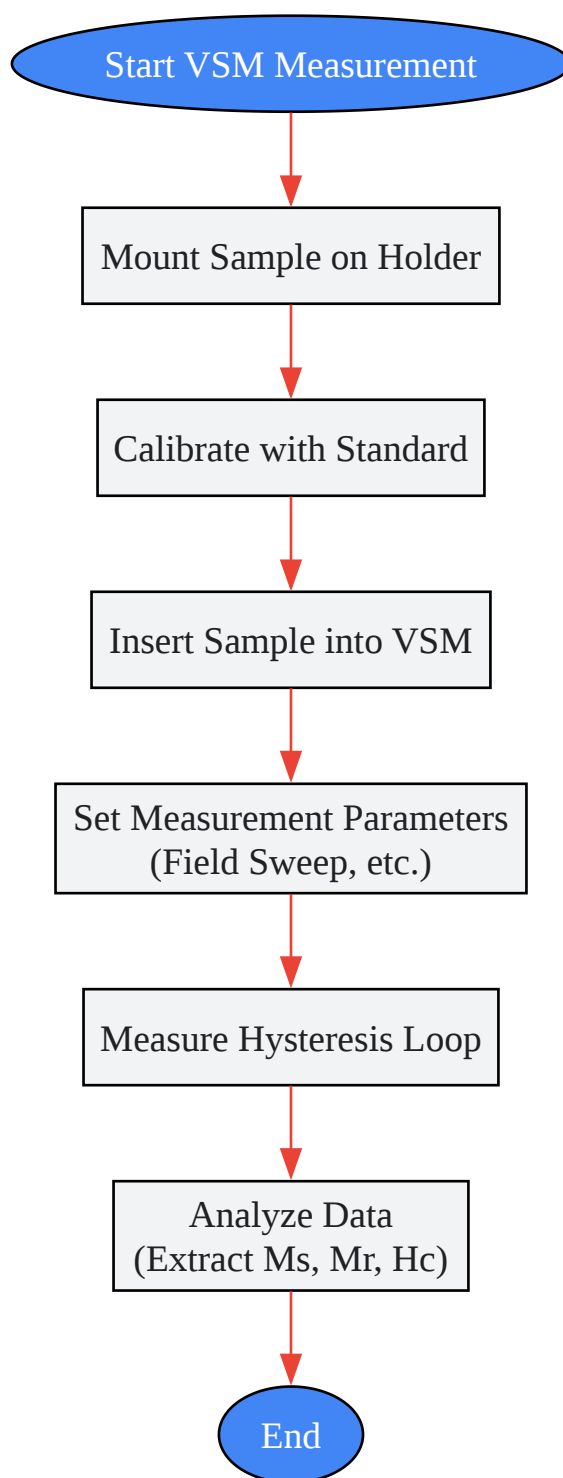 Start VSM Measurement
Mount Sample on Holder
Calibrate with Standard
Insert Sample into VSM
Set Measurement Parameters
(Field Sweep, etc.)
Measure Hysteresis Loop
Analyze Data
(Extract Ms, Mr, Hc)
End